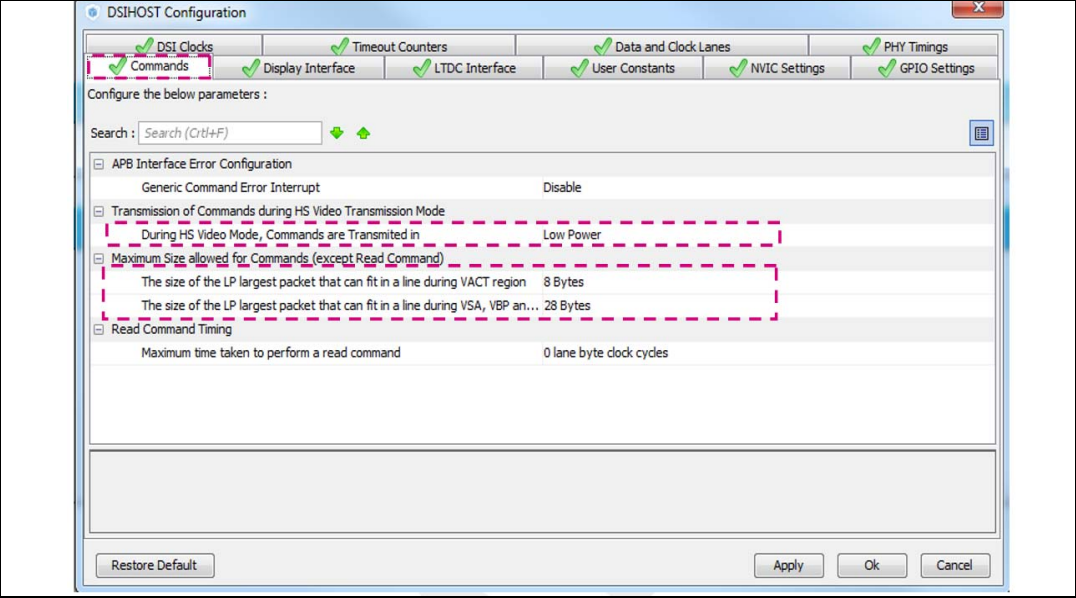 DSIHOST Configuration
DSI Clocks Timeout Counters Data and Clock Lanes PHY Timings
Commands Display Interface LTDC Interface User Constants NVIC Settings GPIO Settings
Configure the below parameters :
Search : Search (Crtl+F)
APB Interface Error Configuration
Generic Command Error Interrupt Disable
Transmission of Commands during HS Video Transmission Mode
During HS Video Mode, Commands are Transmited in Low Power
Maximum Size allowed for Commands (except Read Command)
The size of the LP largest packet that can fit in a line during VACT region 8 Bytes
The size of the LP largest packet that can fit in a line during VSA, VBP an... 28 Bytes
Read Command Timing
Maximum time taken to perform a read command 0 lane byte clock cycles
Restore Default Apply Ok Cancel